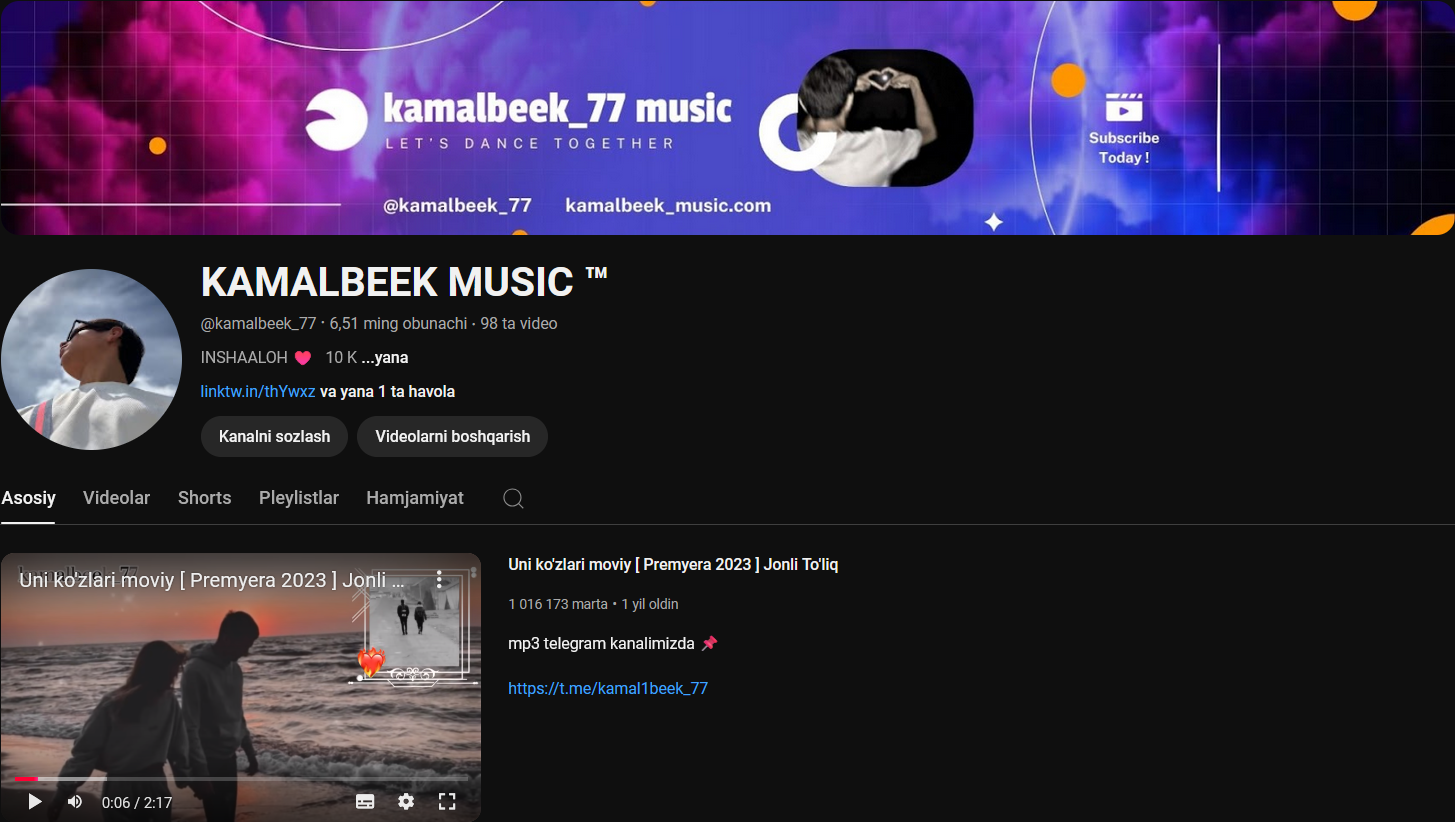 kamalbeek_77 music
LET'S DANCE TOGETHER
@kamalbeek_77 kamalbeek_music.com
Subscribe
Today !
KAMALBEEK MUSIC ™
@kamalbeek_77 • 6,51 ming obunachi • 98 ta video
INSHAALOH 10 K ...yana
linktw.in/thYwxz va yana 1 ta havola
Kanalni sozlash Videolarni boshqarish
Asosiy Videolar Shorts Pleylistlar Hamjamiyat
kamalbeek_77
Uni ko'zlari moviy [ Premyera 2023 ] Jonli ...
0:06 / 2:17
Uni ko'zlari moviy [ Premyera 2023 ] Jonli To'liq
1 016 173 marta • 1 yil oldin
mp3 telegram kanalimizda
https://t.me/kamal1beek_77